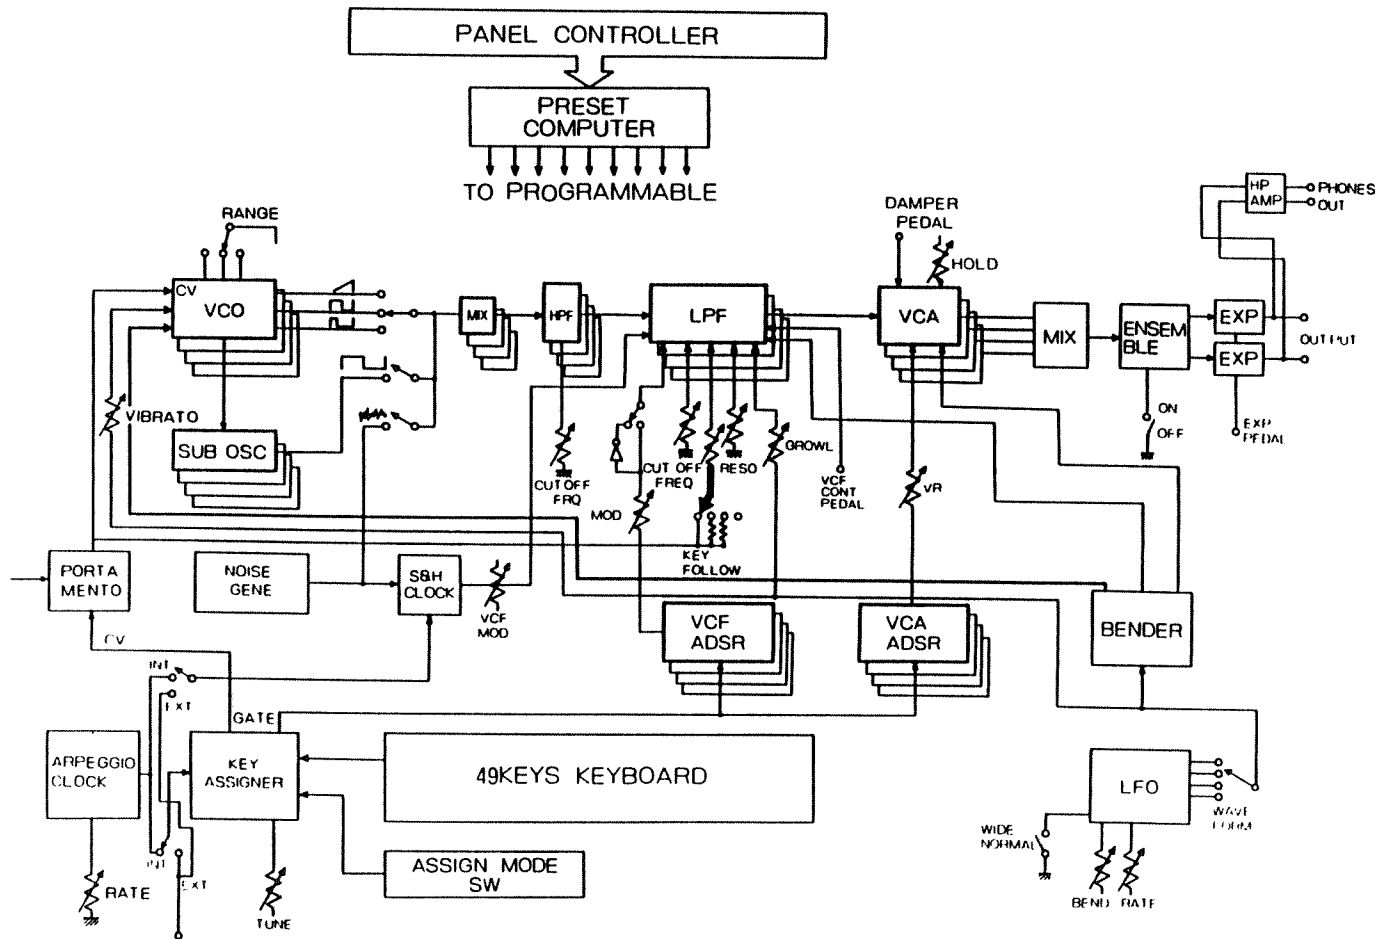 PANEL CONTROLLER
PRESET
COMPUTER
TO PROGRAMMABLE
RANGE
DAMPER
PEDAL
HOLD
HP
AMP
PHONES
OUT
CV
VCO
MIX
HPF
LPF
VCA
MIX
ENSEM
BLE
EXP
EXP
OUTPUT
VIBRATO
SUB OSC
CUT OFF
FRQ
CUT OFF
FREQ
RESO
GROWL
VCF
CONT
PEDAL
VR
ON
OFF
EXP
PEDAL
MOD
KEY
FOLLOW
PORTA
MENTO
NOISE
GENE
S&H
CLOCK
VCF
MOD
VCF
ADSR
VCA
ADSR
BENDER
CV
INT
EXT
GATE
ARPEGGIO
CLOCK
KEY
ASSIGNER
49KEYS KEYBOARD
LFO
WAVE
FORM
WIDE
NORMAL
INT
EXT
RATE
TUNE
ASSIGN MODE
SW
BEND
RATE